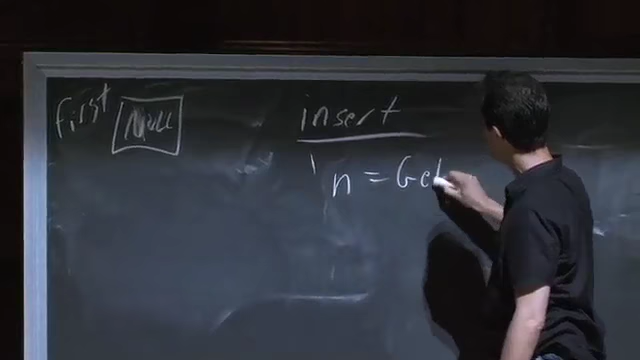 first Null
insert
n = Get